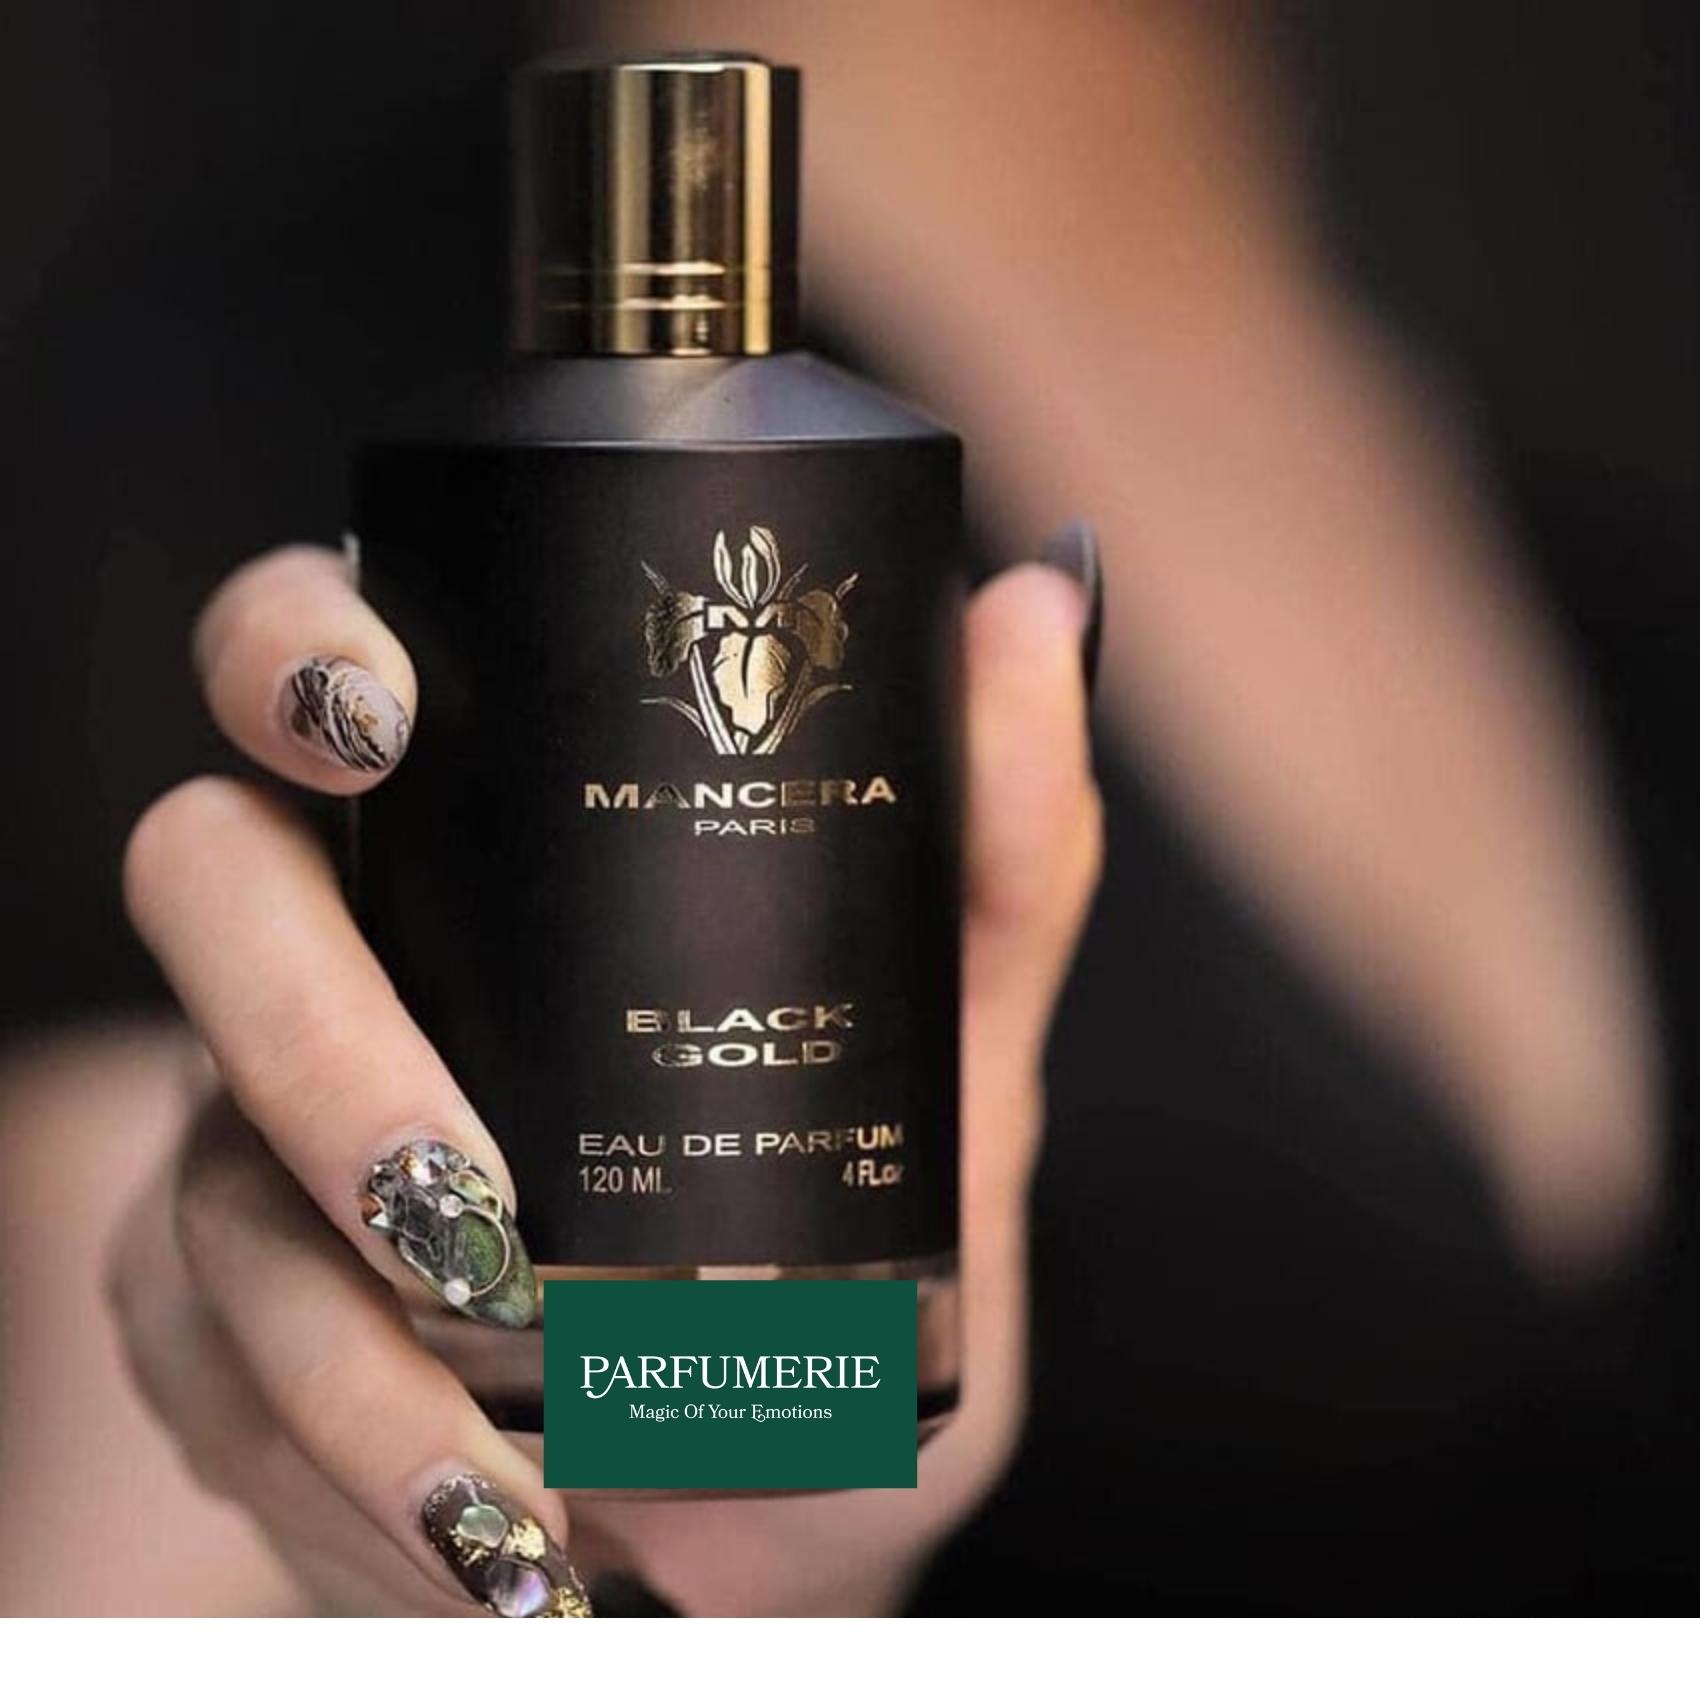 M
MANCERA
PARIS
BLACK
GOLD
EAU DE PARFUM
120 ML 4 FL.oz
PARFUMERIE
Magic Of Your Emotions